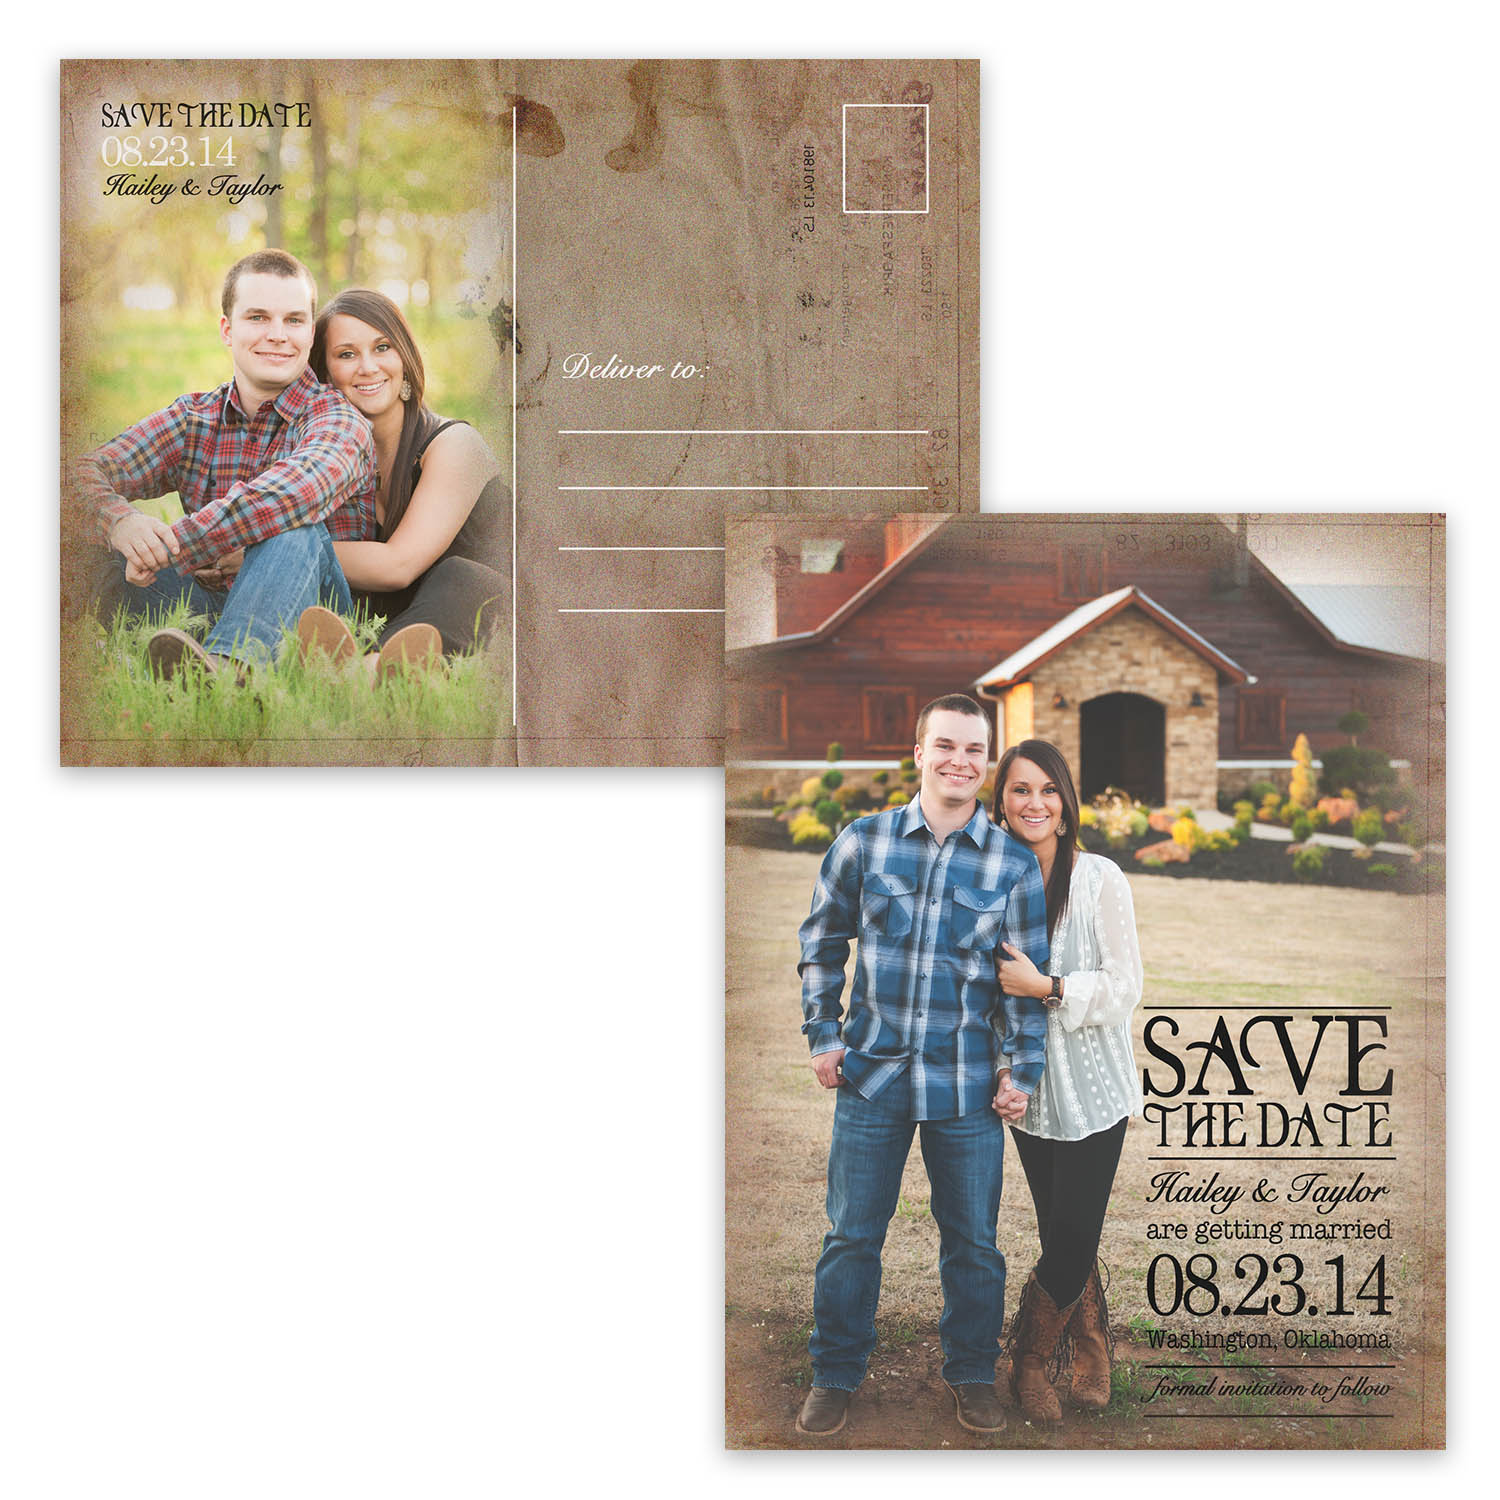 SAVE THE DATE
08.23.14
Hailey & Taylor
Deliver to:
SAVE
THE DATE
Hailey & Taylor
are getting married
08.23.14
Washington, Oklahoma
formal invitation to follow